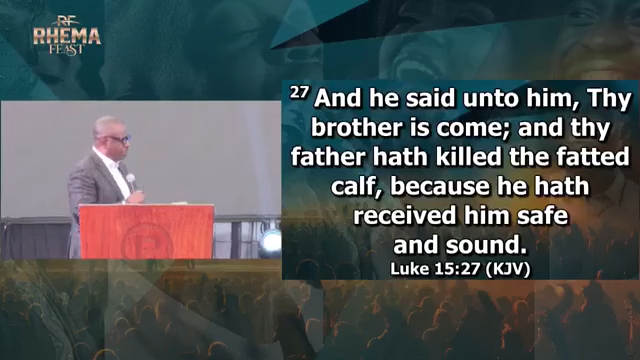 RF
RHEMA
FEAST
27 And he said unto him, Thy
brother is come; and thy
father hath killed the fatted
calf, because he hath
received him safe
and sound.
Luke 15:27 (KJV)